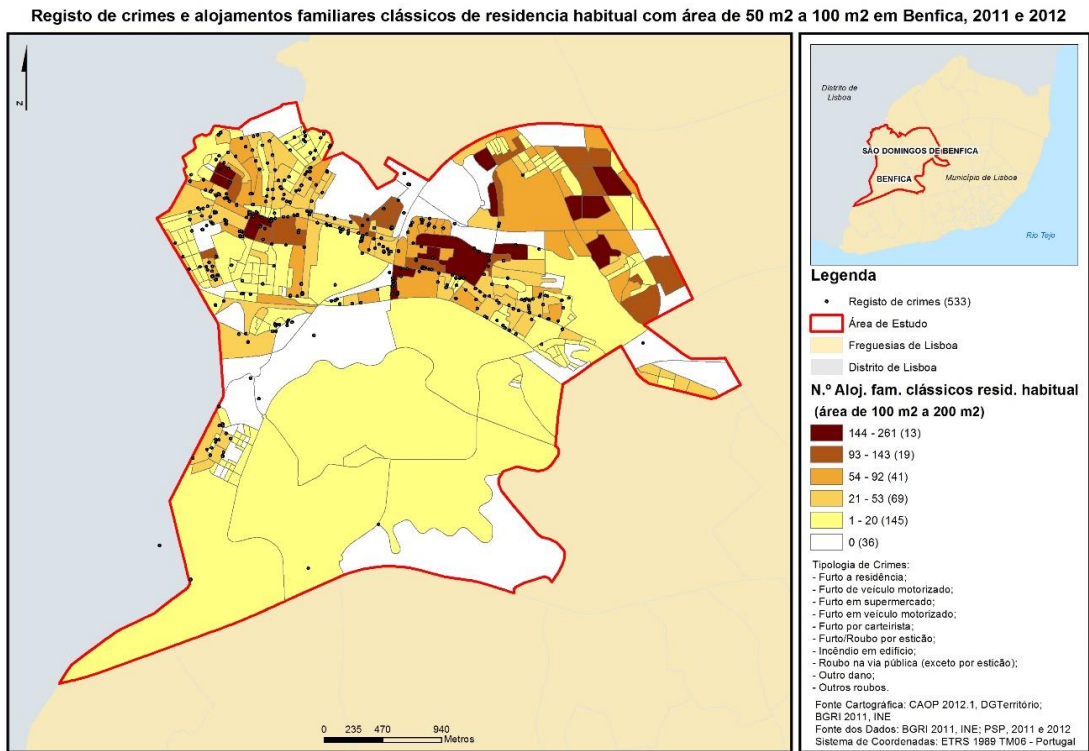 Registo de crimes e alojamentos familiares clássicos de residencia habitual com área de 50 m2 a 100 m2 em Benfica, 2011 e 2012
N
0 235 470 940
Metros
Distrito de
Lisboa
SÃO DOMINGOS DE BENFICA
BENFICA
Município de Lisboa
Rio Tejo
Legenda
Registo de crimes (533)
Área de Estudo
Freguesias de Lisboa
Distrito de Lisboa
N.º Aloj. fam. clássicos resid. habitual
(área de 100 m2 a 200 m2)
144 - 261 (13)
93 - 143 (19)
54 - 92 (41)
21 - 53 (69)
1 - 20 (145)
0 (36)
Tipologia de Crimes:
- Furto a residência;
- Furto de veículo motorizado;
- Furto em supermercado;
- Furto em veículo motorizado;
- Furto por carteirista;
- Furto/Roubo por esticão;
- Incêndio em edifício;
- Roubo na via pública (exceto por esticão);
- Outro dano;
- Outros roubos.
Fonte Cartográfica: CAOP 2012.1, DGTerritório;
BGRI 2011, INE
Fonte dos Dados: BGRI 2011, INE; PSP, 2011 e 2012
Sistema de Coordenadas: ETRS 1989 TM06 - Portugal